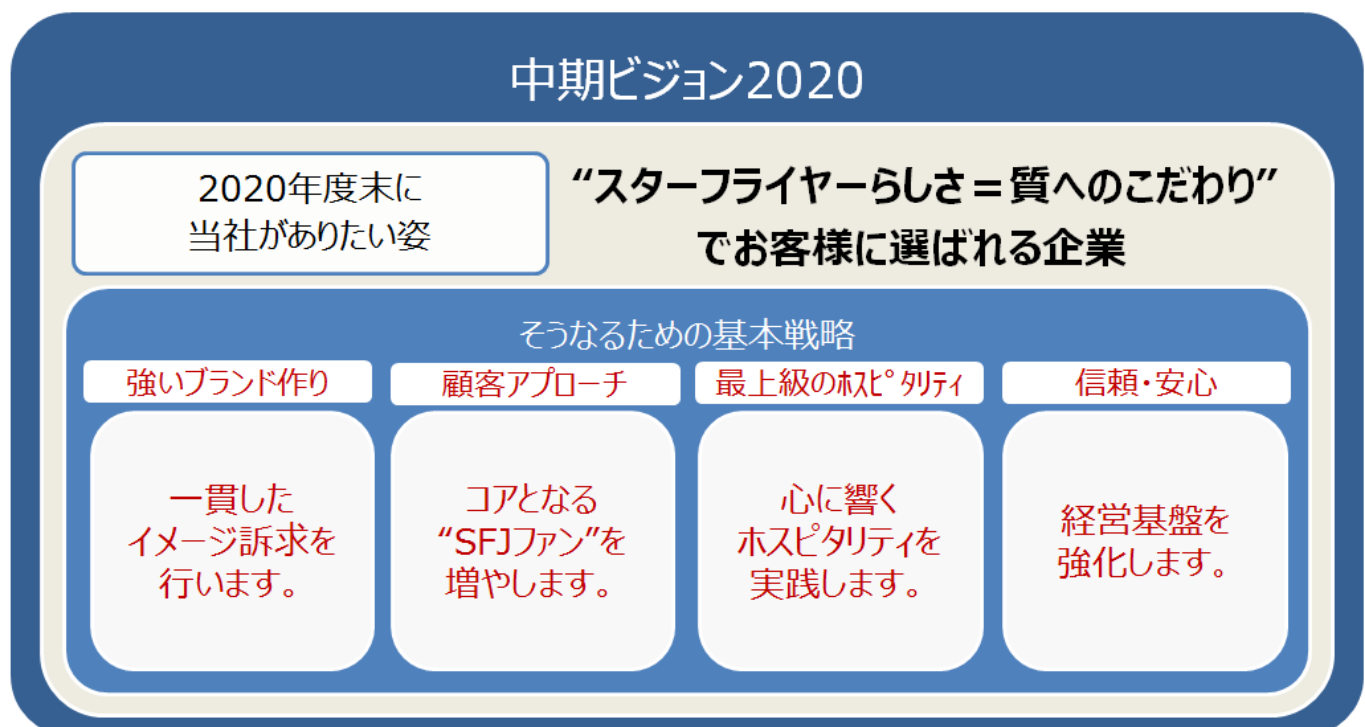 中期ビジョン2020
2020年度末に
当社がありたい姿
“スターフライヤーらしさ＝質へのこだわり”
でお客様に選ばれる企業
そうなるための基本戦略
強いブランド作り
一貫した
イメージ訴求を
行います。
顧客アプローチ
コアとなる
“SFJファン”を
増やします。
最上級のﾎｽﾋﾟﾀﾘﾃｨ
心に響く
ホスピタリティを
実践します。
信頼・安心
経営基盤を
強化します。